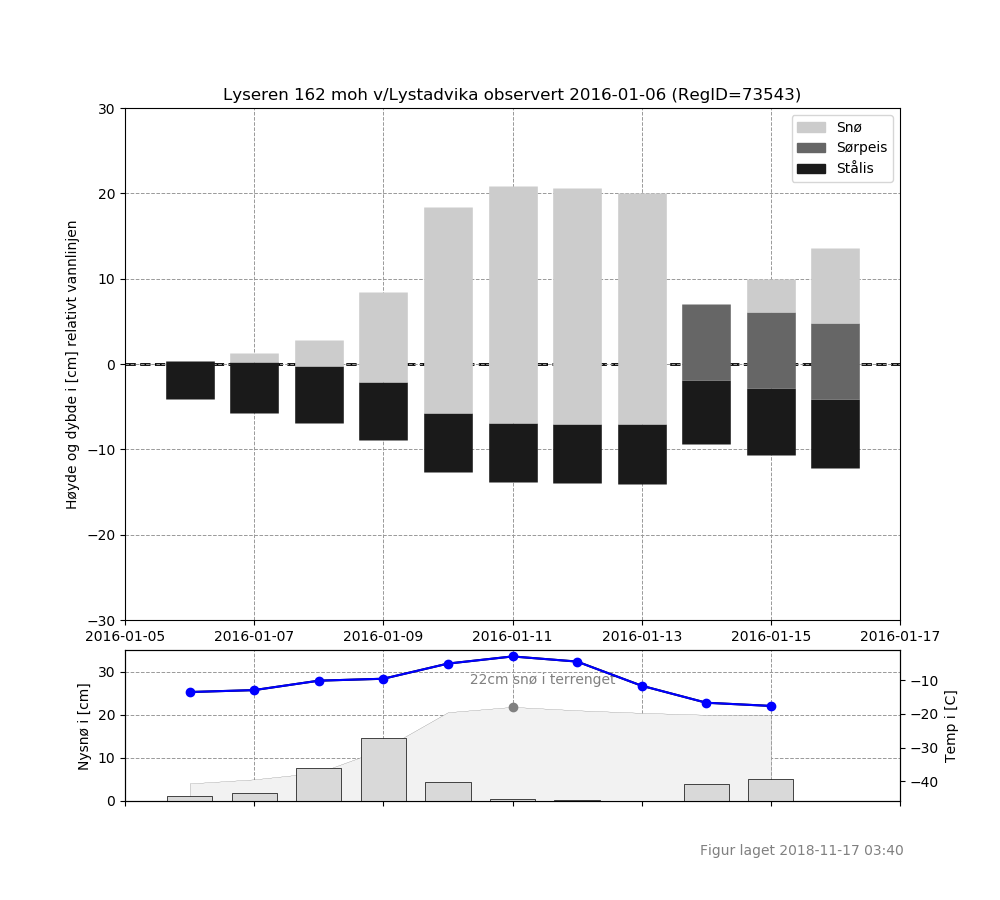 Lyseren 162 moh v/Lystadvika observert 2016-01-06 (RegID=73543)
30
20
10
0
−10
−20
−30
Høyde og dybde i [cm] relativt vannlinjen
Snø
Sørpeis
Stålis
2016-01-05
2016-01-07
2016-01-09
2016-01-11
2016-01-13
2016-01-15
2016-01-17
30
20
10
0
Nysnø i [cm]
22cm snø i terrenget
−10
−20
−30
−40
Temp i [C]
Figur laget 2018-11-17 03:40